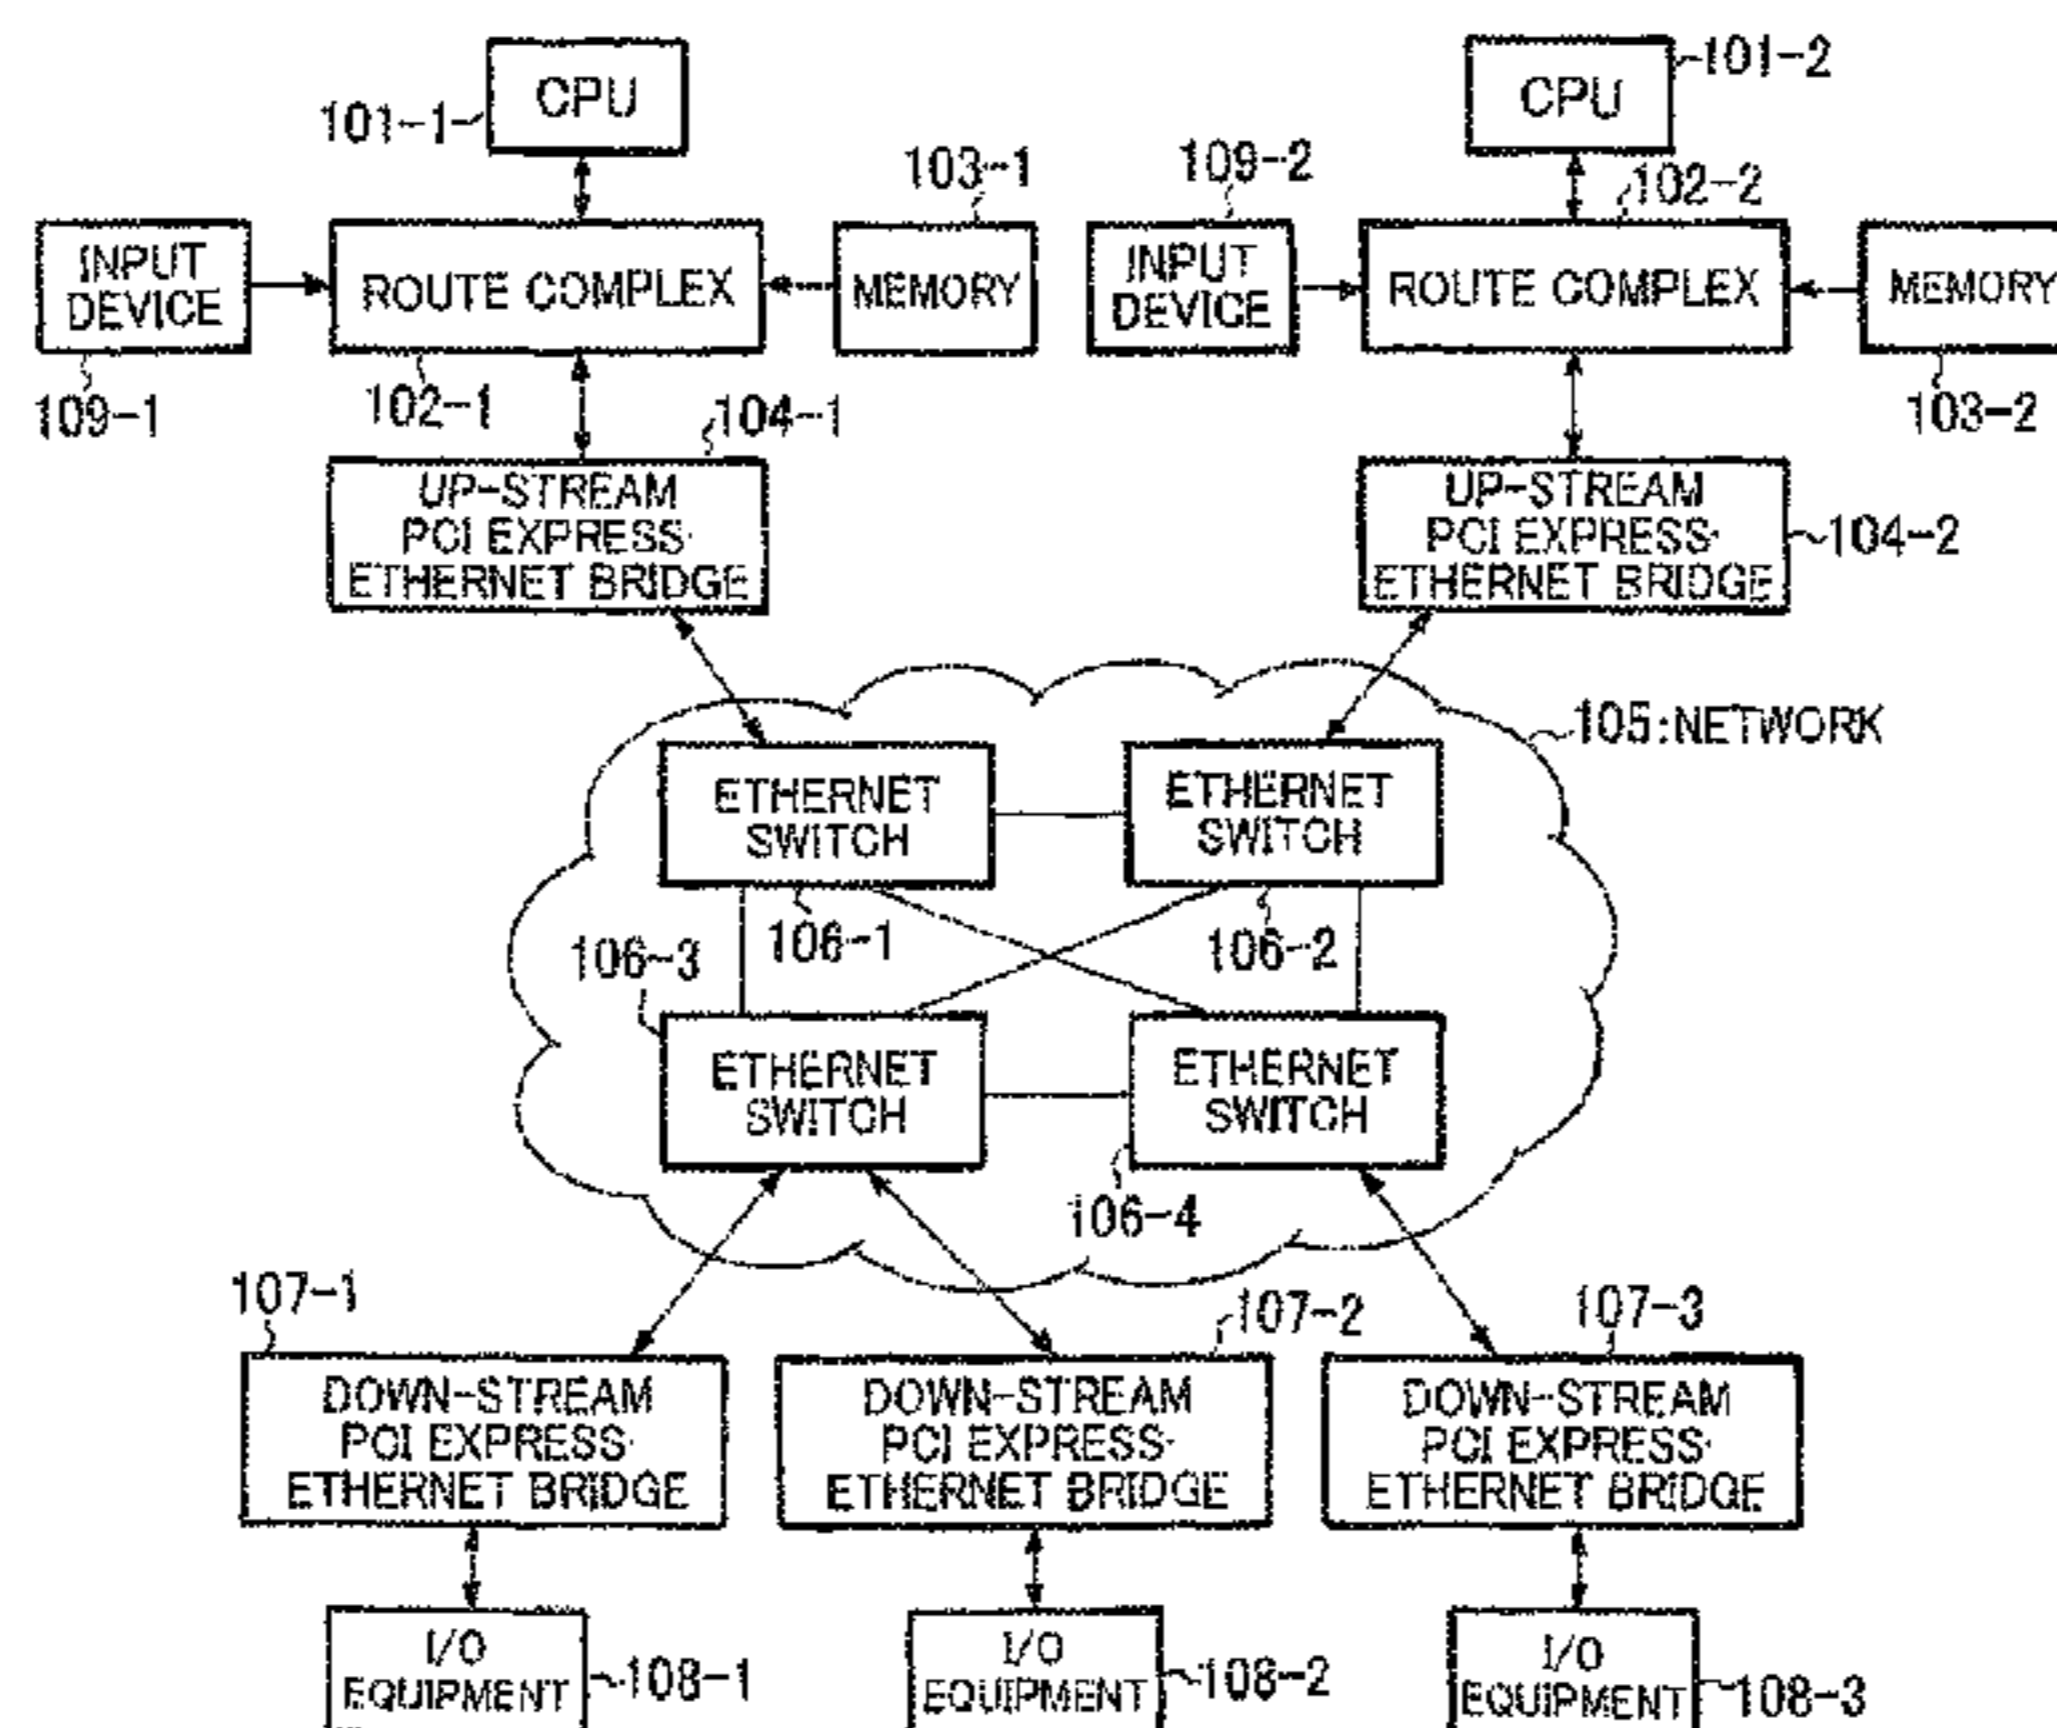 CPU
101-1
CPU
101-2
103-1
109-2
102-2
INPUT
DEVICE
ROUTE COMPLEX
MEMORY
INPUT
DEVICE
ROUTE COMPLEX
MEMORY
109-1
102-1
104-1
103-2
UP-STREAM
PCI EXPRESS·
ETHERNET BRIDGE
UP-STREAM
PCI EXPRESS·
ETHERNET BRIDGE
104-2
105:NETWORK
ETHERNET
SWITCH
ETHERNET
SWITCH
106-1
106-2
106-3
ETHERNET
SWITCH
ETHERNET
SWITCH
106-4
107-1
107-2
107-3
DOWN-STREAM
PCI EXPRESS·
ETHERNET BRIDGE
DOWN-STREAM
PCI EXPRESS·
ETHERNET BRIDGE
DOWN-STREAM
PCI EXPRESS·
ETHERNET BRIDGE
I/O
EQUIPMENT
108-1
I/O
EQUIPMENT
108-2
I/O
EQUIPMENT
108-3